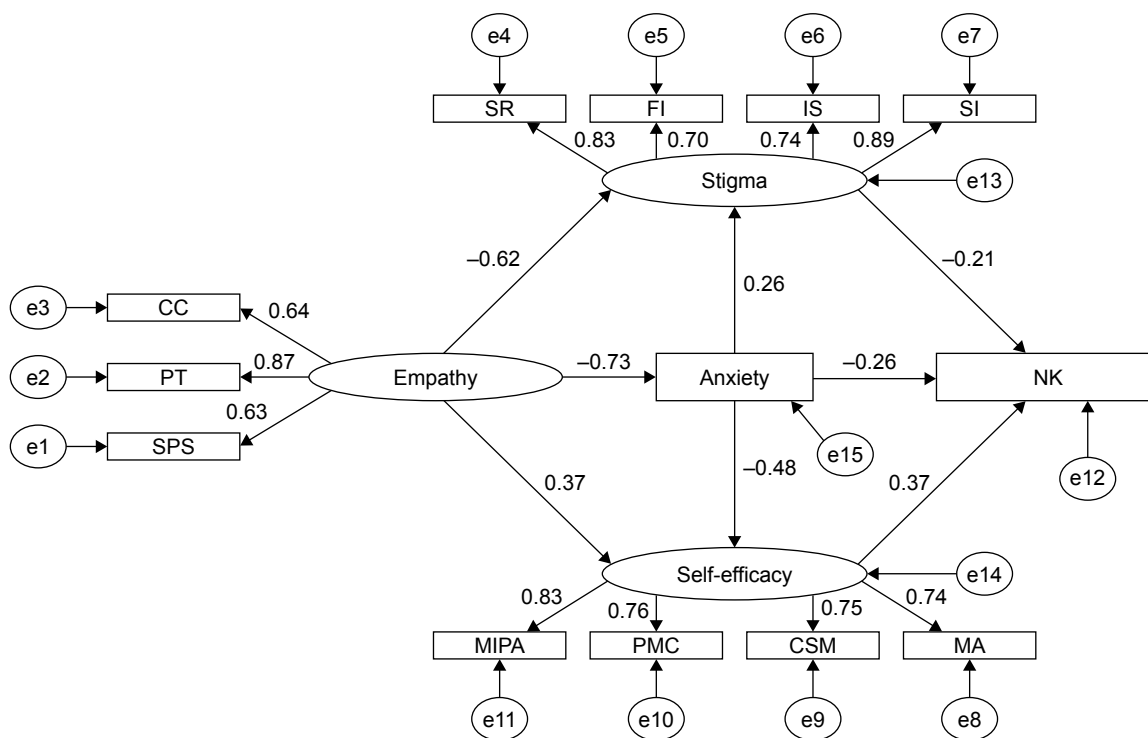 e4 e5 e6 e7
SR FI IS SI
0.83 0.70 0.74 0.89
Stigma e13
–0.62 –0.21
0.26
e3 CC 0.64
e2 PT 0.87 Empathy –0.73 Anxiety –0.26 NK
0.63
e1 SPS e15 e12
–0.48
0.37 0.37
Self-efficacy e14
0.83 0.76 0.75 0.74
MIPA PMC CSM MA
e11 e10 e9 e8